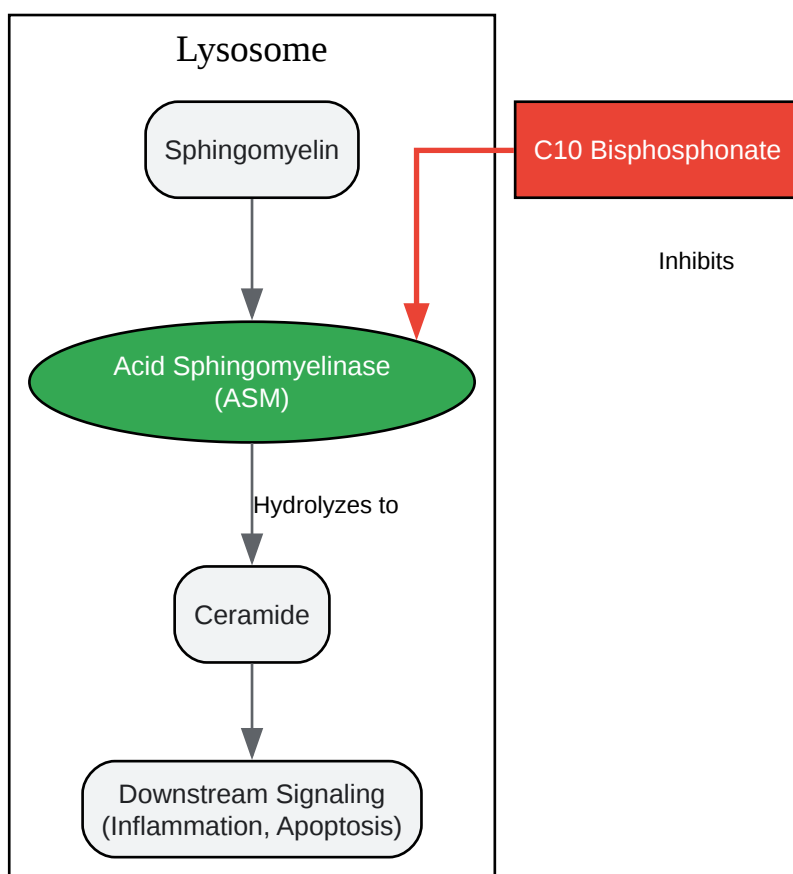 Lysosome
Sphingomyelin
C10 Bisphosphonate
Inhibits
Acid Sphingomyelinase
(ASM)
Hydrolyzes to
Ceramide
Downstream Signaling
(Inflammation, Apoptosis)